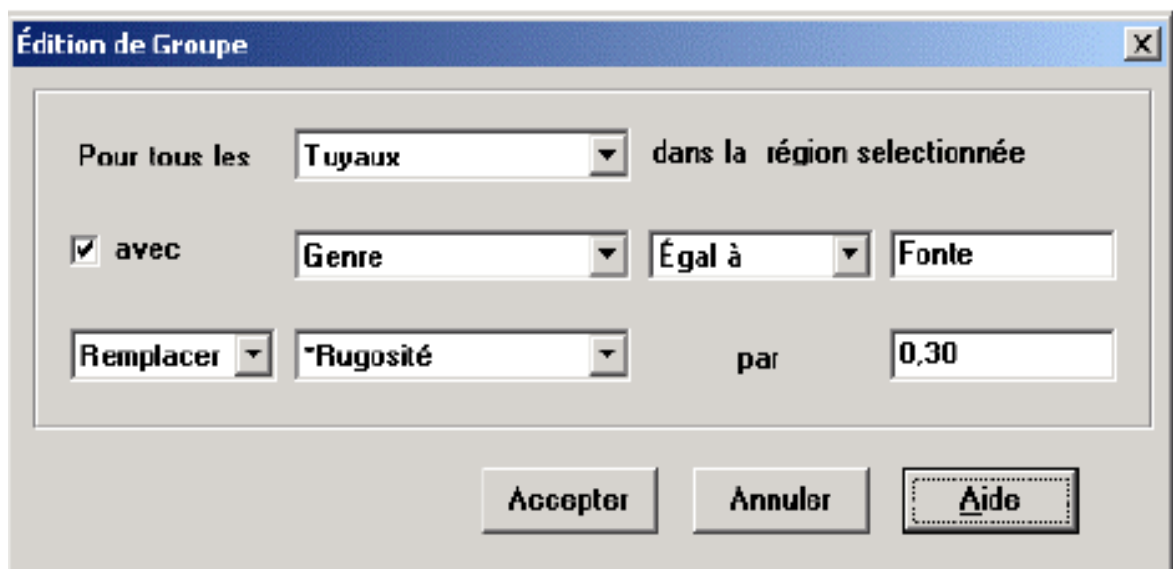 Édition de Groupe
Pour tous les Tuyaux dans la région selectionnée
avec Genre Égal à Fonte
Remplacer *Rugosité par 0,30
Accepter Annuler Aide